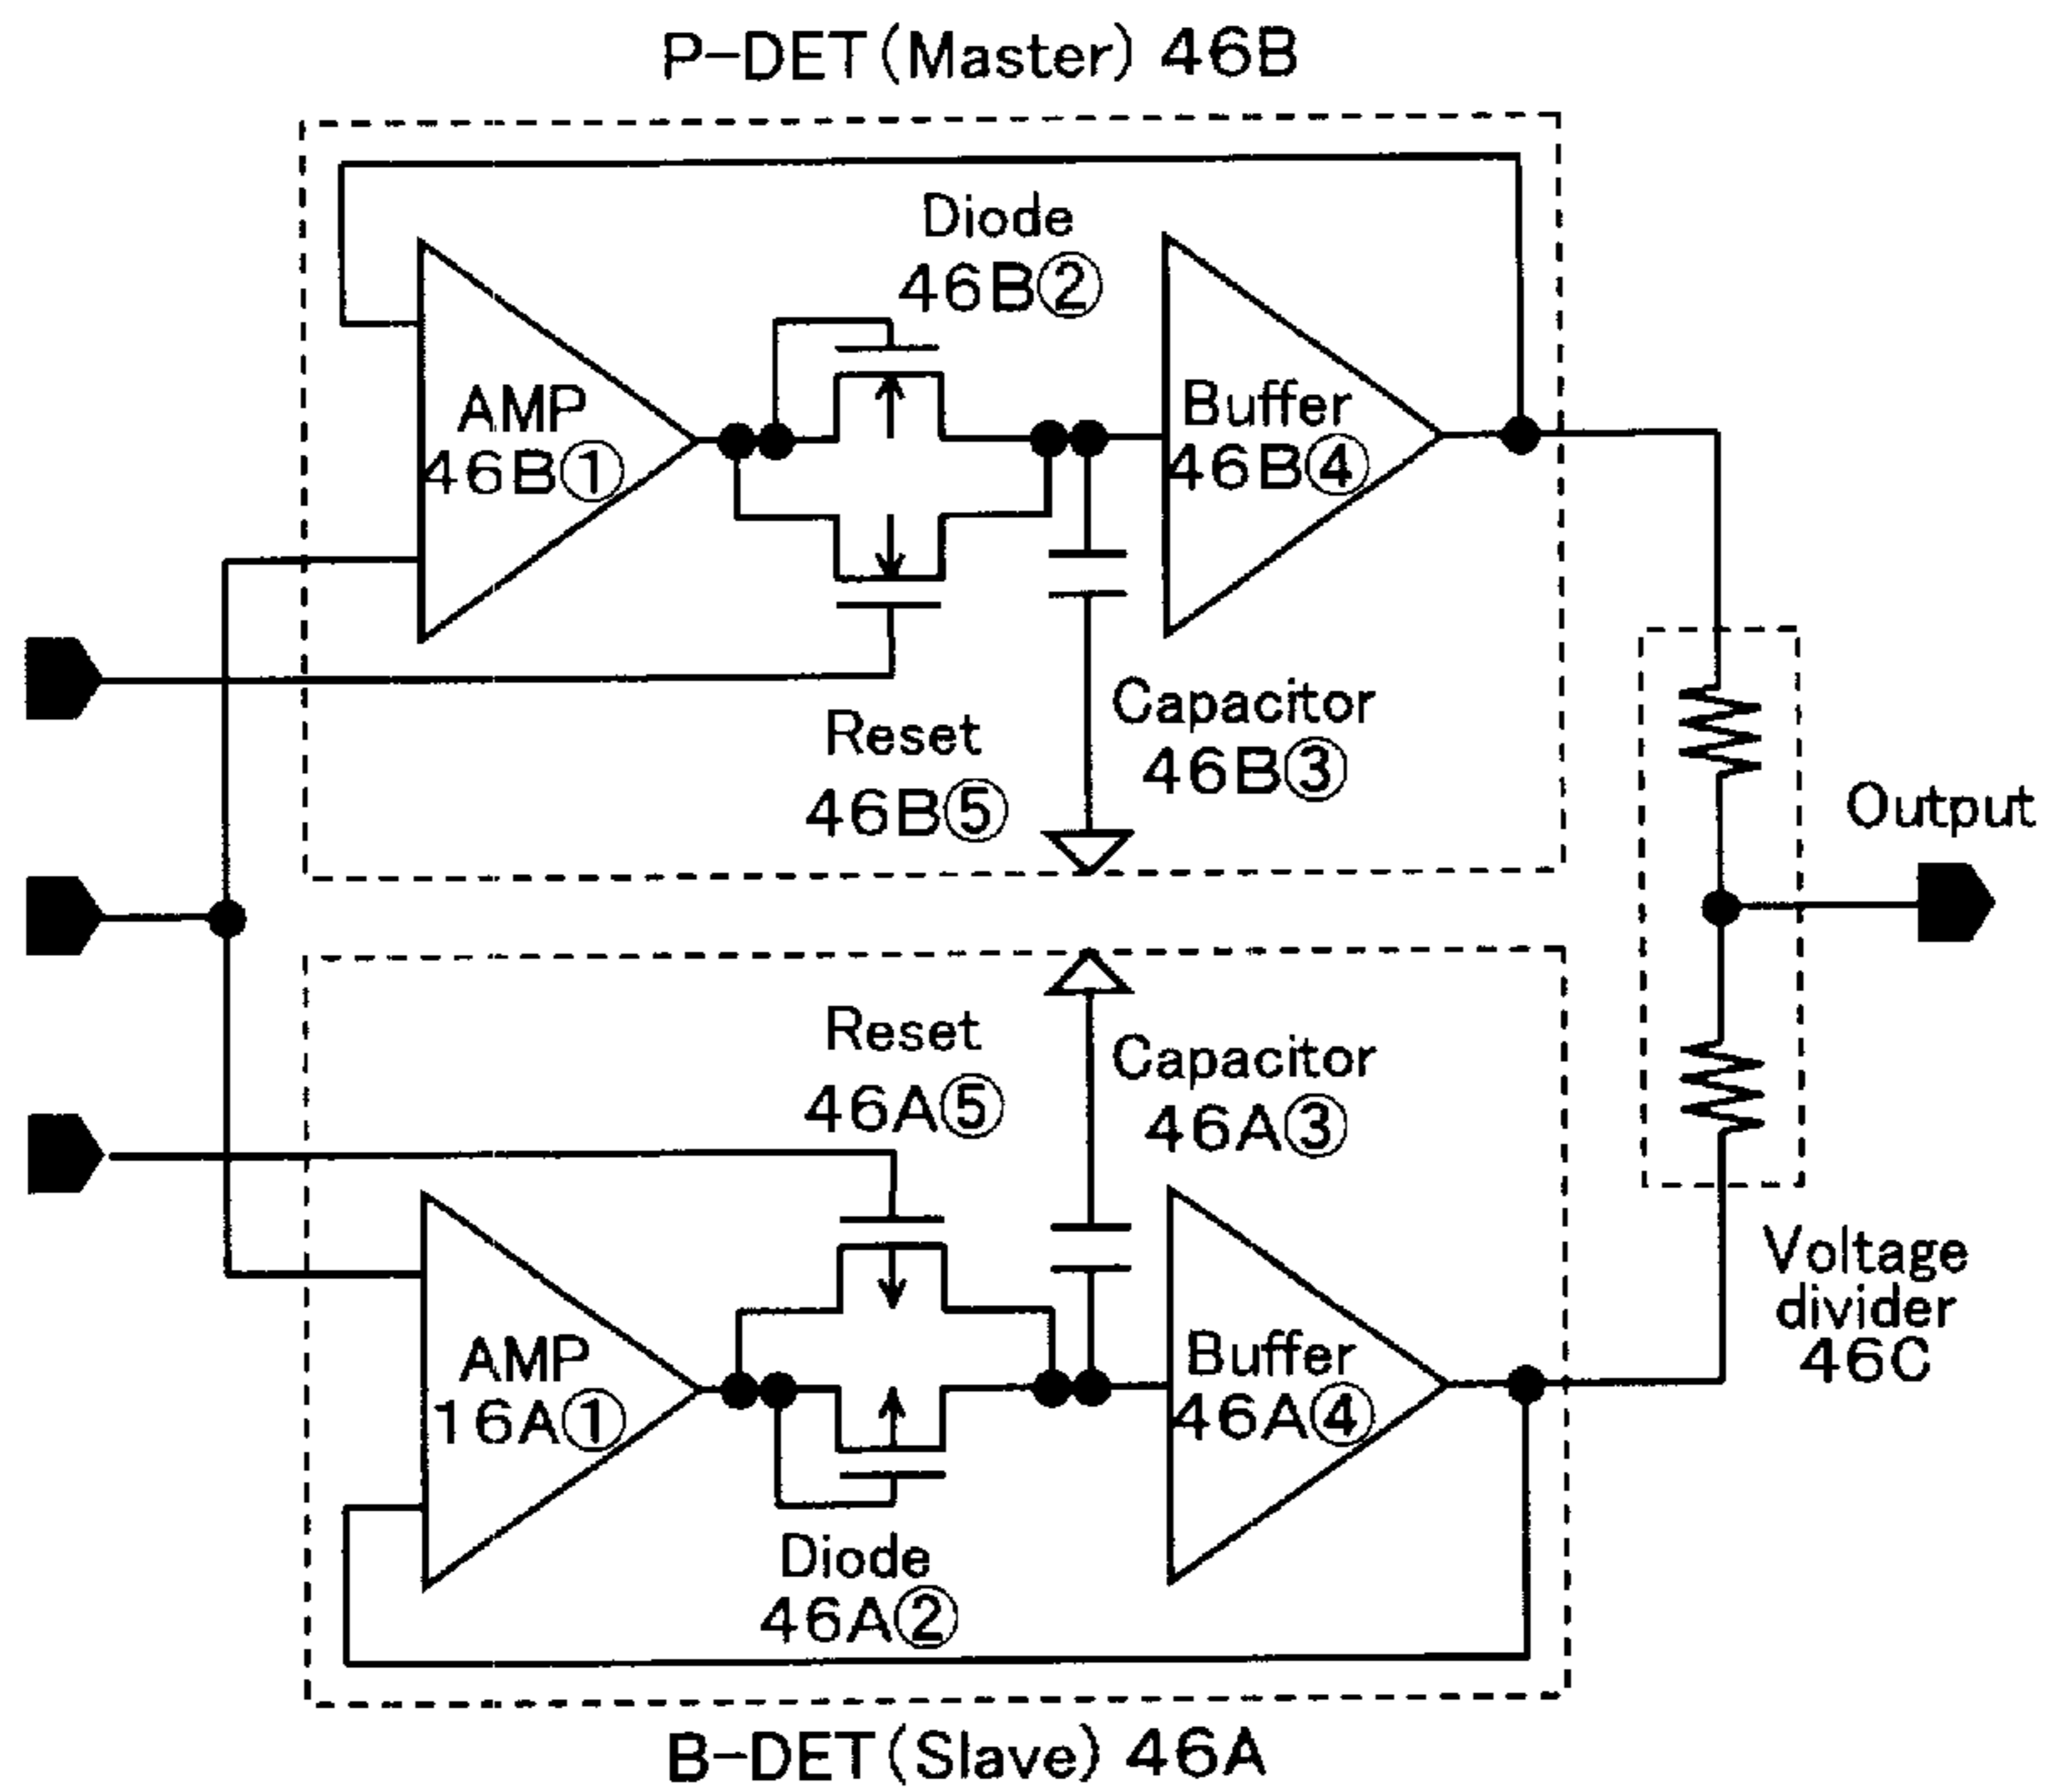 P-DET(Master) 46B
Diode
46B②
AMP
46B①
Buffer
46B④
Reset
46B⑤
Capacitor
46B③
Output
Reset
46A⑤
Capacitor
46A③
AMP
16A①
Buffer
46A④
Voltage
divider
46C
Diode
46A②
B-DET(Slave) 46A